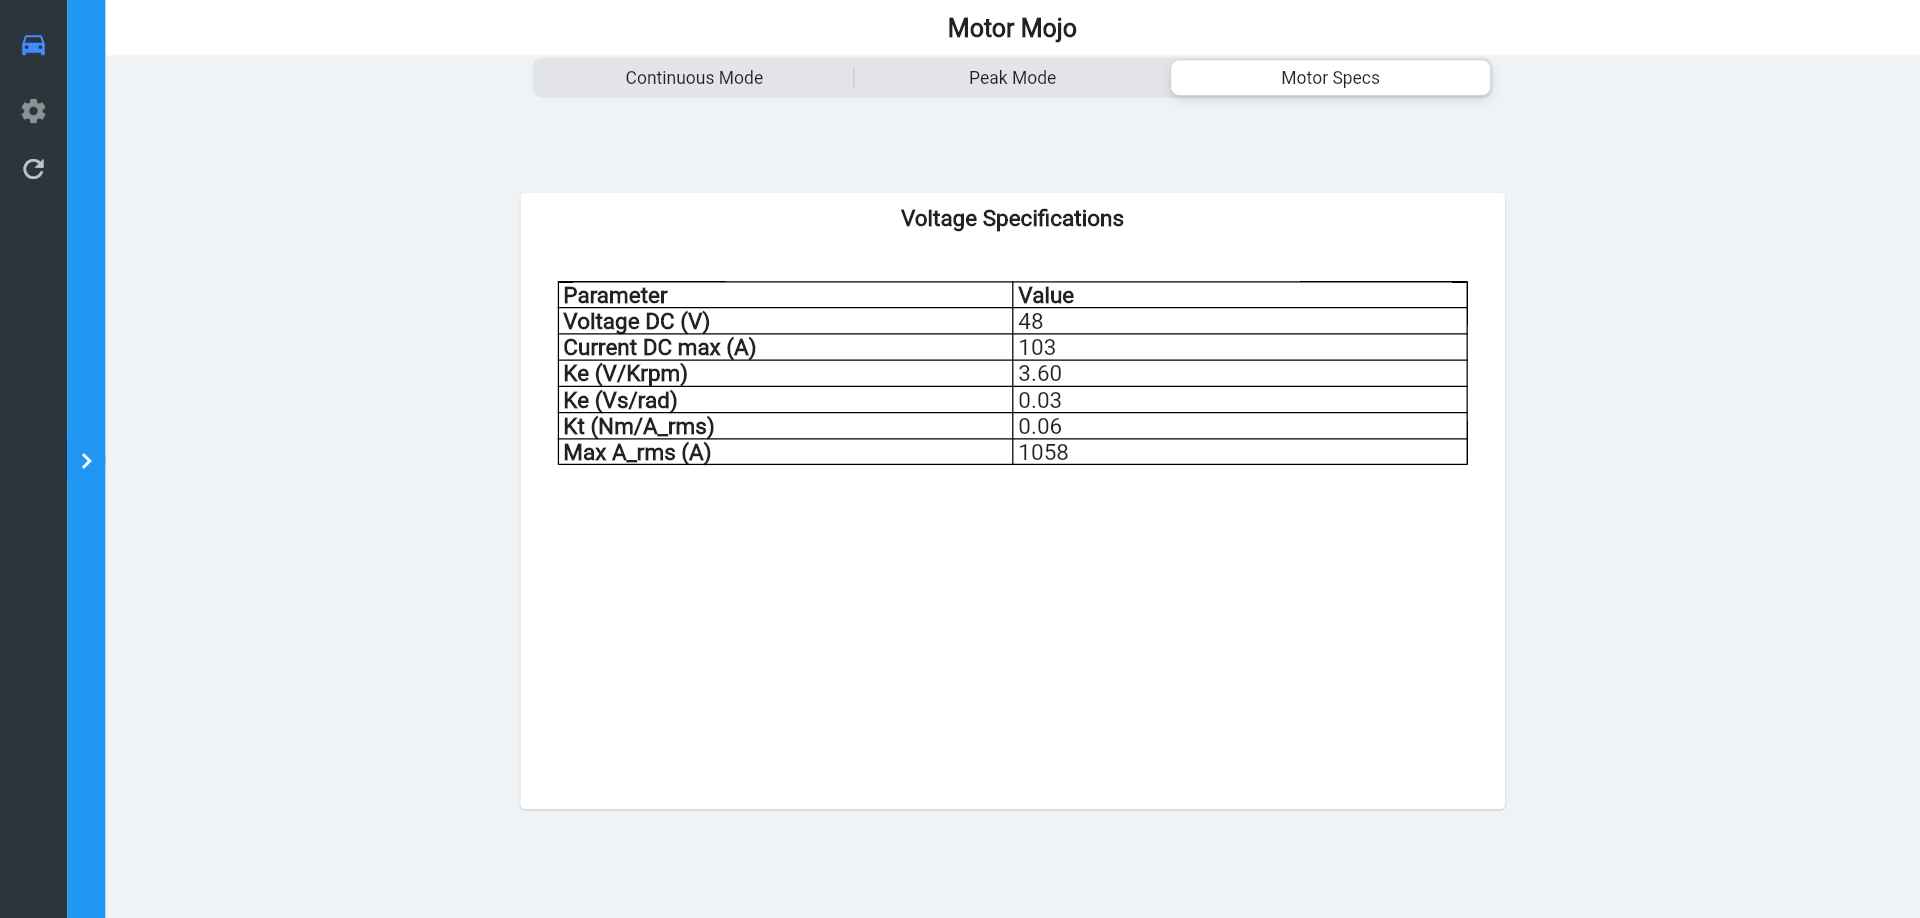 Motor Mojo
Continuous Mode Peak Mode Motor Specs
Voltage Specifications
Parameter Value
Voltage DC (V) 48
Current DC max (A) 103
Ke (V/Krpm) 3.60
Ke (Vs/rad) 0.03
Kt (Nm/A_rms) 0.06
Max A_rms (A) 1058